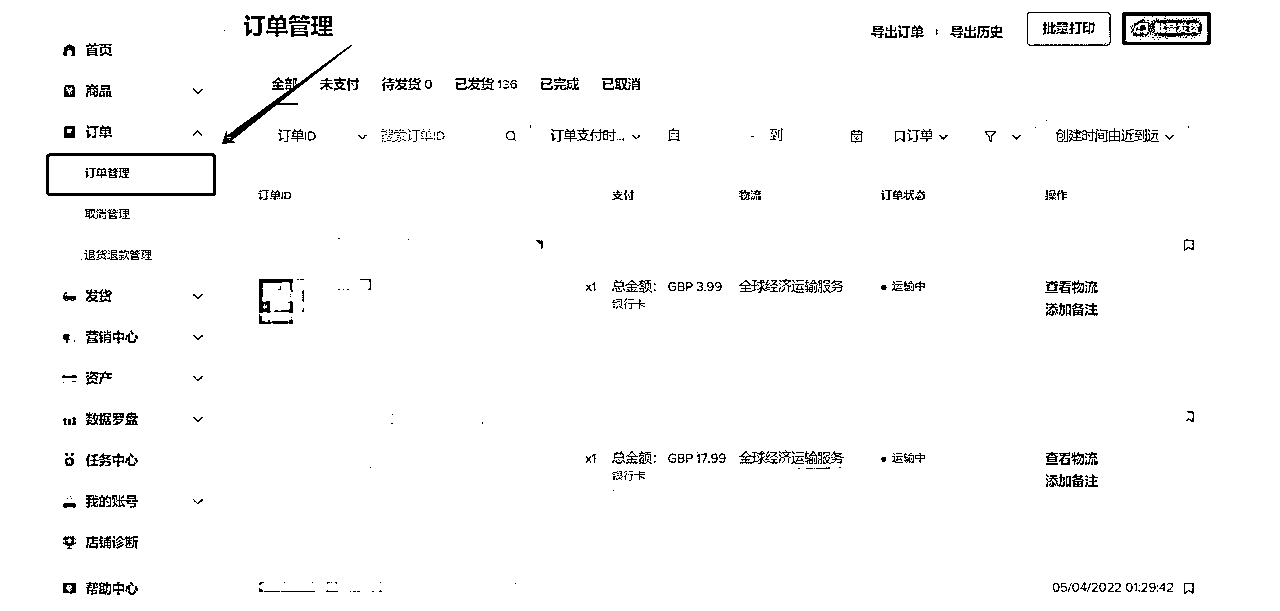 订单管理
导出订单
导出历史
批量打印
批量发货
首页
商品
订单
订单管理
取消管理
退货退款管理
发货
营销中心
资产
数据罗盘
任务中心
我的账号
店铺诊断
帮助中心
全部 未支付 待发货 0 已发货 136 已完成 已取消
订单ID 搜索订单ID 订单支付时... 自 - 到 订单 创建时间由近到远
订单ID 支付 物流 订单状态 操作
x1 总金额: GBP 3.99 全球经济运输服务 运输中 查看物流
银行卡 添加备注
x1 总金额: GBP 17.99 全球经济运输服务 运输中 查看物流
银行卡 添加备注
05/04/2022 01:29:42